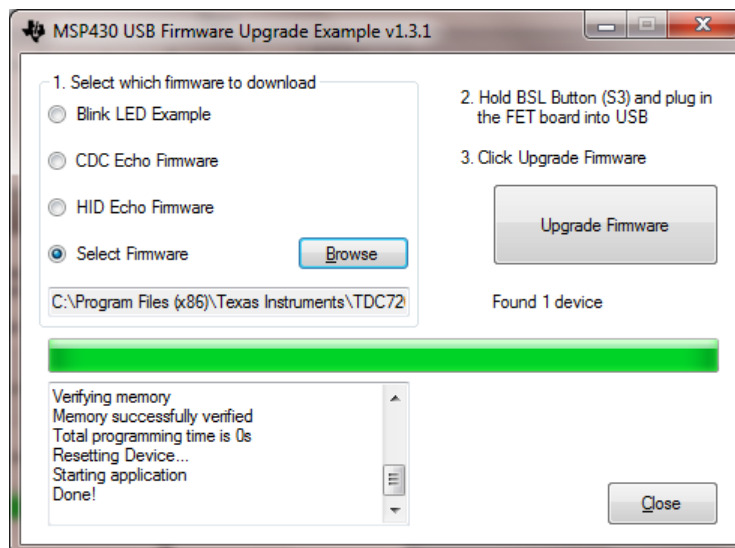 MSP430 USB Firmware Upgrade Example v1.3.1
1. Select which firmware to download
Blink LED Example
CDC Echo Firmware
HID Echo Firmware
Select Firmware
Browse
C:\Program Files (x86)\Texas Instruments\TDC72
2. Hold BSL Button (S3) and plug in
the FET board into USB
3. Click Upgrade Firmware
Upgrade Firmware
Found 1 device
Verifying memory
Memory successfully verified
Total programming time is 0s
Resetting Device...
Starting application
Done!
Close